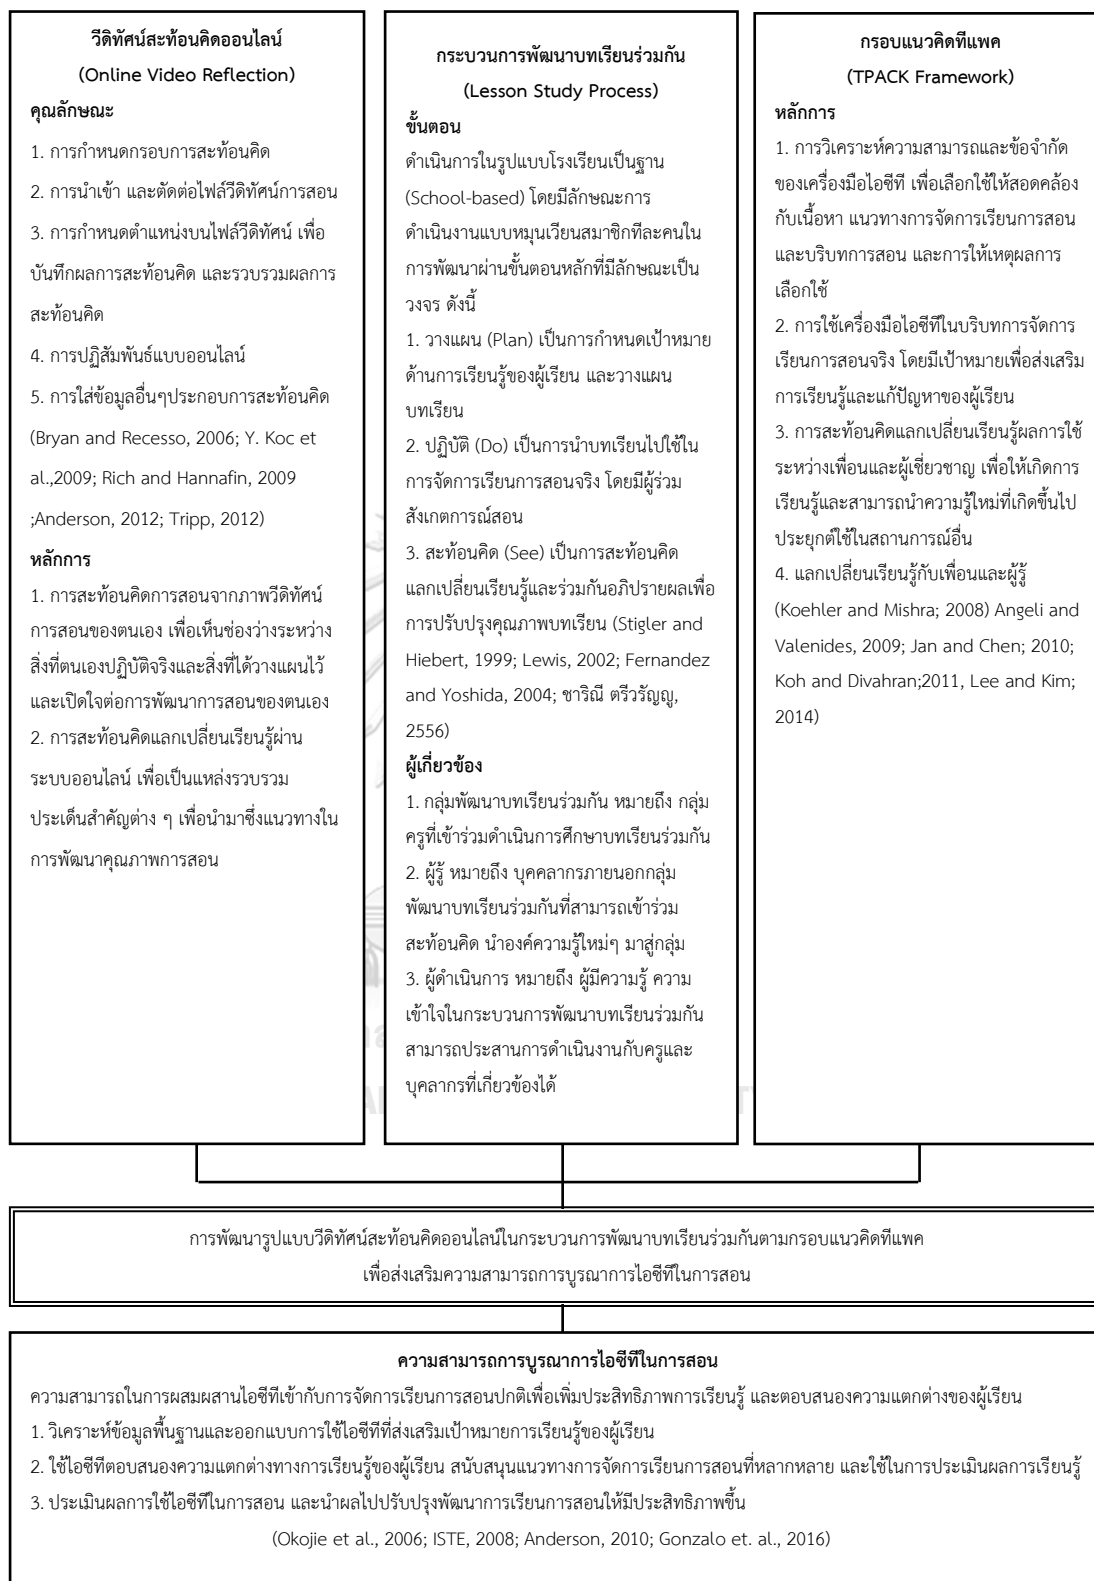 วีดิทัศน์สะท้อนคิดออนไลน์
(Online Video Reflection)
คุณลักษณะ
1. การกำหนดกรอบการสะท้อนคิด
2. การนำเข้า และตัดต่อไฟล์วีดิทัศน์การสอน
3. การกำหนดตำแหน่งบนไฟล์วีดิทัศน์ เพื่อ
บันทึกผลการสะท้อนคิด และรวบรวมผลการ
สะท้อนคิด
4. การปฏิสัมพันธ์แบบออนไลน์
5. การใส่ข้อมูลอื่นๆประกอบการสะท้อนคิด
(Bryan and Recesso, 2006; Y. Koc et
al.,2009; Rich and Hannafin, 2009
;Anderson, 2012; Tripp, 2012)
หลักการ
1. การสะท้อนคิดการสอนจากภาพวีดิทัศน์
การสอนของตนเอง เพื่อเห็นช่องว่างระหว่าง
สิ่งที่ตนเองปฏิบัติจริงและสิ่งที่ได้วางแผนไว้
และเปิดใจต่อการพัฒนาการสอนของตนเอง
2. การสะท้อนคิดแลกเปลี่ยนเรียนรู้ผ่าน
ระบบออนไลน์ เพื่อเป็นแหล่งรวบรวม
ประเด็นสำคัญต่าง ๆ เพื่อนำมาซึ่งแนวทางใน
การพัฒนาคุณภาพการสอน
กระบวนการพัฒนาบทเรียนร่วมกัน
(Lesson Study Process)
ขั้นตอน
ดำเนินการในรูปแบบโรงเรียนเป็นฐาน
(School-based) โดยมีลักษณะการ
ดำเนินงานแบบหมุนเวียนสมาชิกทีละคนใน
การพัฒนาผ่านขั้นตอนหลักที่มีลักษณะเป็น
วงจร ดังนี้
1. วางแผน (Plan) เป็นการกำหนดเป้าหมาย
ด้านการเรียนรู้ของผู้เรียน และวางแผน
บทเรียน
2. ปฏิบัติ (Do) เป็นการนำบทเรียนไปใช้ใน
การจัดการเรียนการสอนจริง โดยมีผู้ร่วม
สังเกตการณ์สอน
3. สะท้อนคิด (See) เป็นการสะท้อนคิด
แลกเปลี่ยนเรียนรู้และร่วมกันอภิปรายผลเพื่อ
การปรับปรุงคุณภาพบทเรียน (Stigler and
Hiebert, 1999; Lewis, 2002; Fernandez
and Yoshida, 2004; ชาริณี ตรีวรัญญู,
2556)
ผู้เกี่ยวข้อง
1. กลุ่มพัฒนาบทเรียนร่วมกัน หมายถึง กลุ่ม
ครูที่เข้าร่วมดำเนินการศึกษาบทเรียนร่วมกัน
2. ผู้รู้ หมายถึง บุคคลากรภายนอกกลุ่ม
พัฒนาบทเรียนร่วมกันที่สามารถเข้าร่วม
สะท้อนคิด นำองค์ความรู้ใหม่ๆ มาสู่กลุ่ม
3. ผู้ดำเนินการ หมายถึง ผู้มีความรู้ ความ
เข้าใจในกระบวนการพัฒนาบทเรียนร่วมกัน
สามารถประสานการดำเนินงานกับครูและ
บุคลากรที่เกี่ยวข้องได้
กรอบแนวคิดทีแพค
(TPACK Framework)
หลักการ
1. การวิเคราะห์ความสามารถและข้อจำกัด
ของเครื่องมือไอซีที เพื่อเลือกใช้ให้สอดคล้อง
กับเนื้อหา แนวทางการจัดการเรียนการสอน
และบริบทการสอน และการให้เหตุผลการ
เลือกใช้
2. การใช้เครื่องมือไอซีทีในบริบทการจัดการ
เรียนการสอนจริง โดยมีเป้าหมายเพื่อส่งเสริม
การเรียนรู้และแก้ปัญหาของผู้เรียน
3. การสะท้อนคิดแลกเปลี่ยนเรียนรู้ผลการใช้
ระหว่างเพื่อนและผู้เชี่ยวชาญ เพื่อให้เกิดการ
เรียนรู้และสามารถนำความรู้ใหม่ที่เกิดขึ้นไป
ประยุกต์ใช้ในสถานการณ์อื่น
4. แลกเปลี่ยนเรียนรู้กับเพื่อนและผู้รู้
(Koehler and Mishra; 2008) Angeli and
Valenides, 2009; Jan and Chen; 2010;
Koh and Divahran;2011, Lee and Kim;
2014)
การพัฒนารูปแบบวีดิทัศน์สะท้อนคิดออนไลน์ในกระบวนการพัฒนาบทเรียนร่วมกันตามกรอบแนวคิดทีแพค
เพื่อส่งเสริมความสามารถการบูรณาการไอซีทีในการสอน
ความสามารถการบูรณาการไอซีทีในการสอน
ความสามารถในการผสมผสานไอซีทีเข้ากับการจัดการเรียนการสอนปกติเพื่อเพิ่มประสิทธิภาพการเรียนรู้ และตอบสนองความแตกต่างของผู้เรียน
1. วิเคราะห์ข้อมูลพื้นฐานและออกแบบการใช้ไอซีทีที่ส่งเสริมเป้าหมายการเรียนรู้ของผู้เรียน
2. ใช้ไอซีทีตอบสนองความแตกต่างทางการเรียนรู้ของผู้เรียน สนับสนุนแนวทางการจัดการเรียนการสอนที่หลากหลาย และใช้ในการประเมินผลการเรียนรู้
3. ประเมินผลการใช้ไอซีทีในการสอน และนำผลไปปรับปรุงพัฒนาการเรียนการสอนให้มีประสิทธิภาพขึ้น
(Okojie et al., 2006; ISTE, 2008; Anderson, 2010; Gonzalo et. al., 2016)